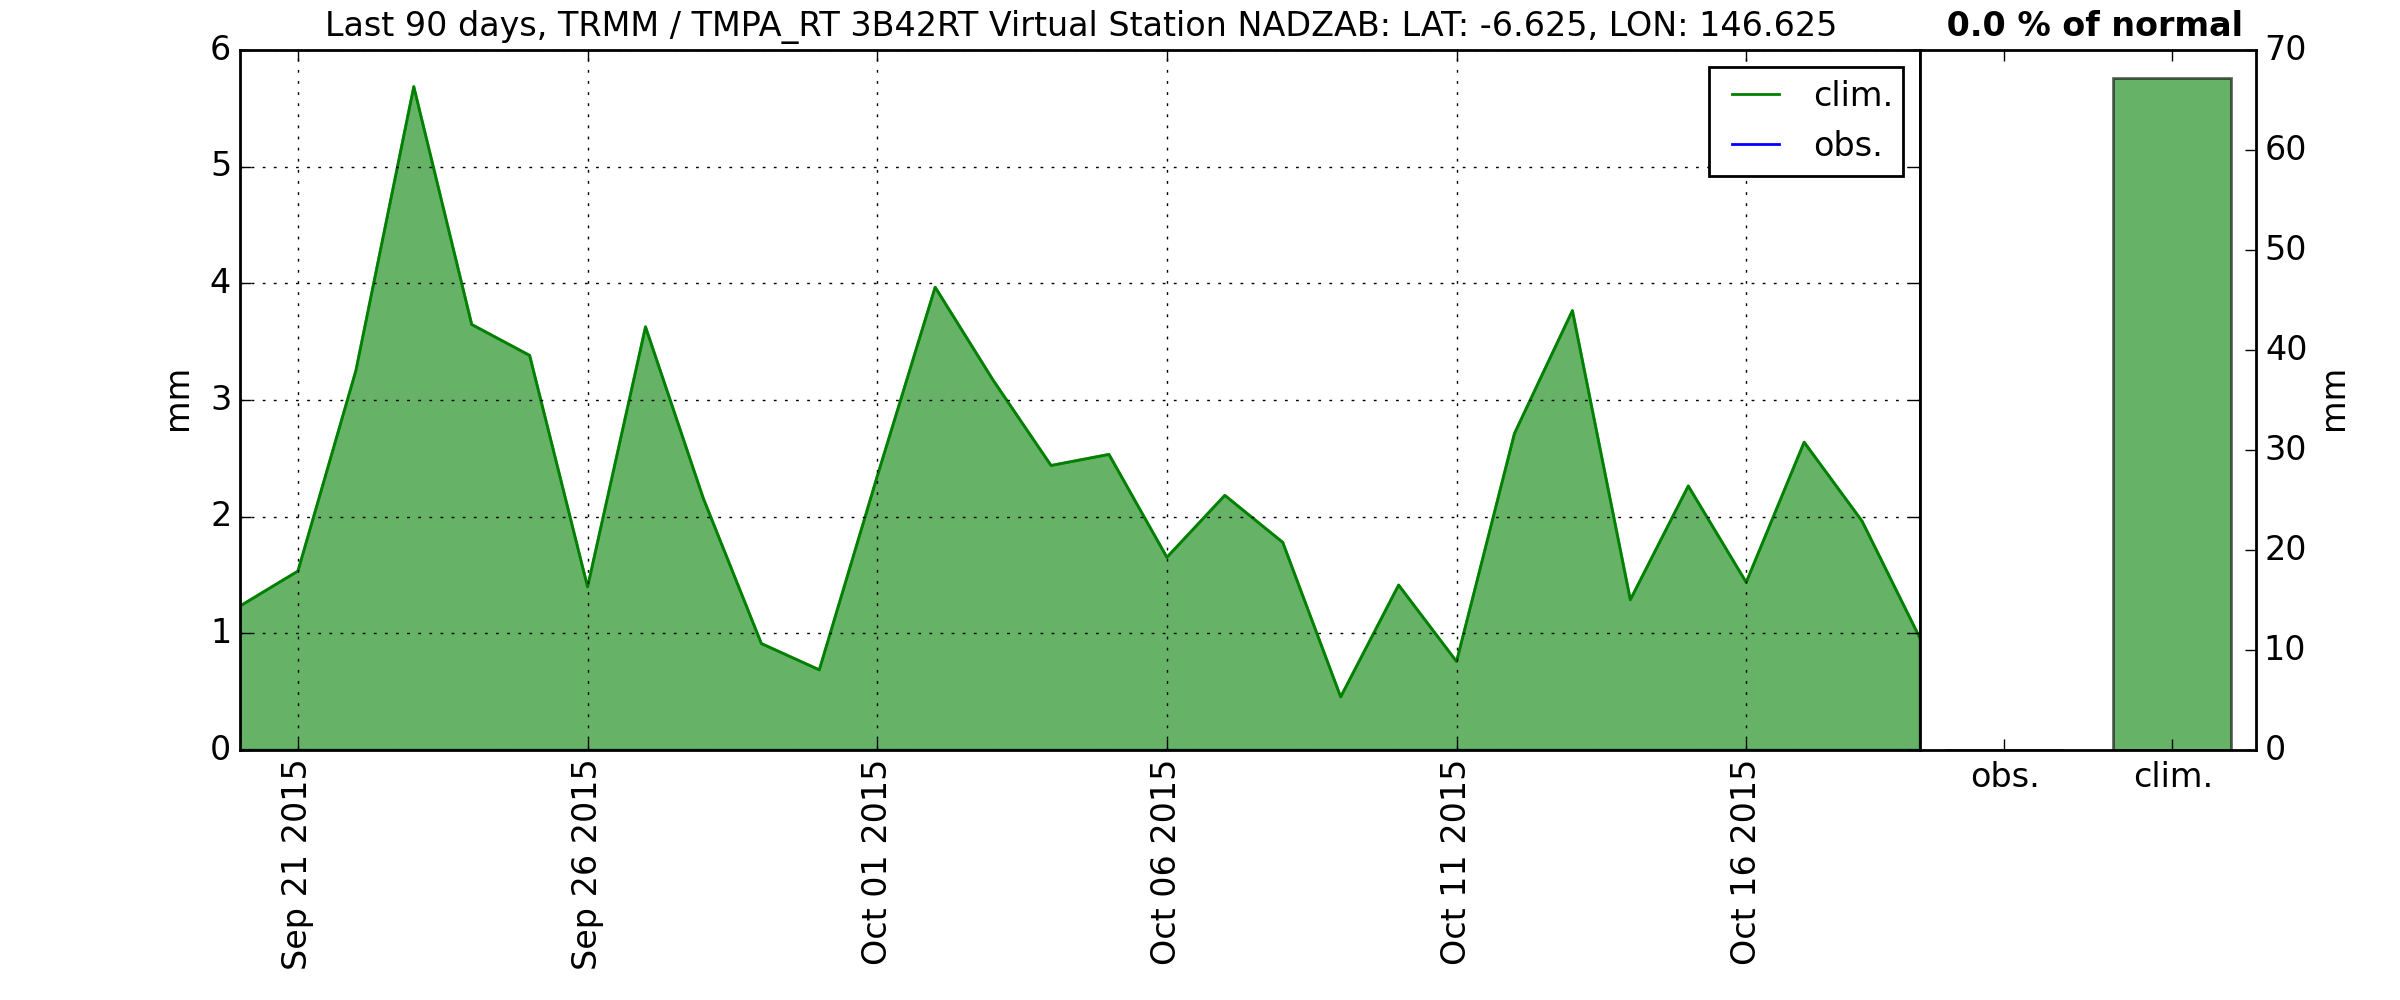 Last 90 days, TRMM / TMPA_RT 3B42RT Virtual Station NADZAB: LAT: -6.625, LON: 146.625
0.0 % of normal
6
5
4
3
2
1
0
mm
clim.
obs.
70
60
50
40
30
20
10
0
mm
Sep 21 2015
Sep 26 2015
Oct 01 2015
Oct 06 2015
Oct 11 2015
Oct 16 2015
obs.
clim.